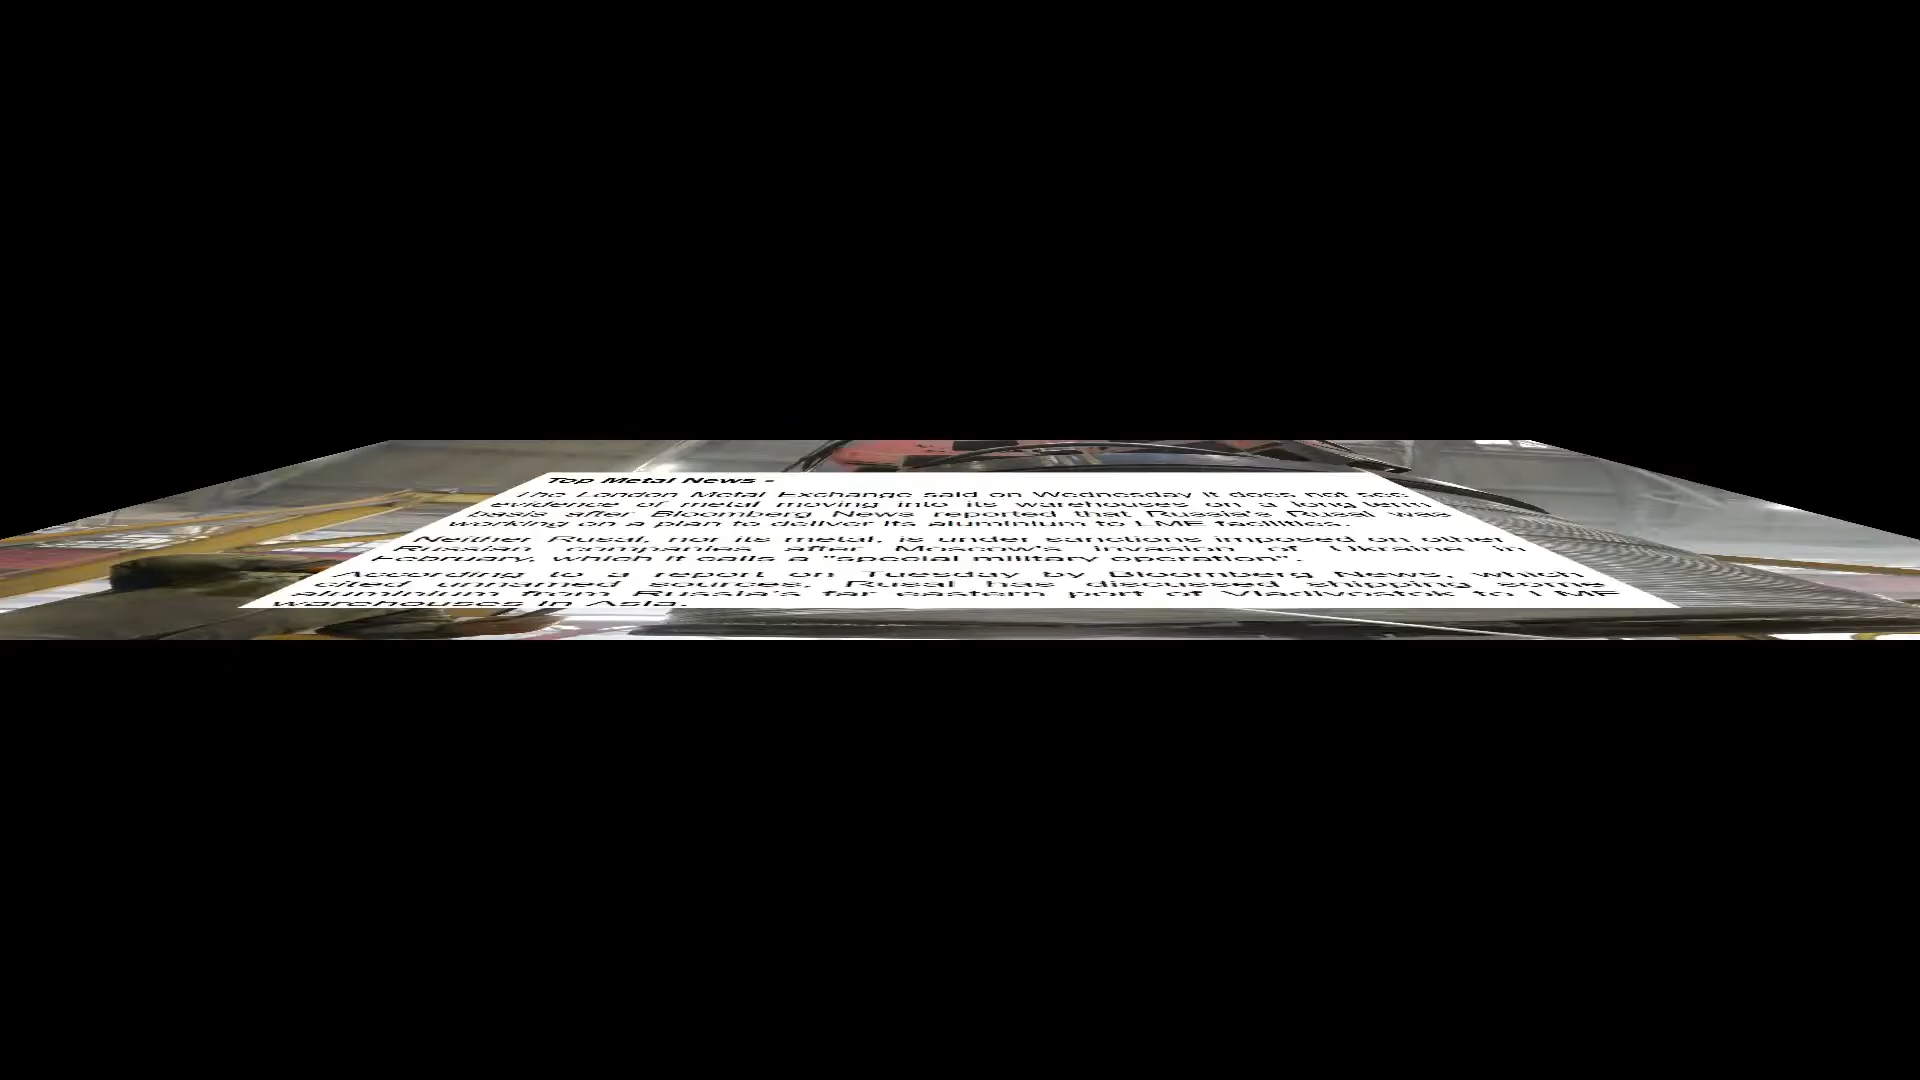 Top Metal News -
The London Metal Exchange said on Wednesday it does not see
evidence of metal moving into its warehouses on a long-term
basis after Bloomberg News reported that Russia's Rusal was
working on a plan to deliver its aluminium to LME facilities.
Neither Rusal, nor its metal, is under sanctions imposed on other
Russian companies after Moscow's invasion of Ukraine in
February, which it calls a "special military operation".
According to a report on Tuesday by Bloomberg News, which
cited unnamed sources, Rusal has discussed shipping some
aluminium from Russia's far eastern port of Vladivostok to LME
warehouses in Asia.